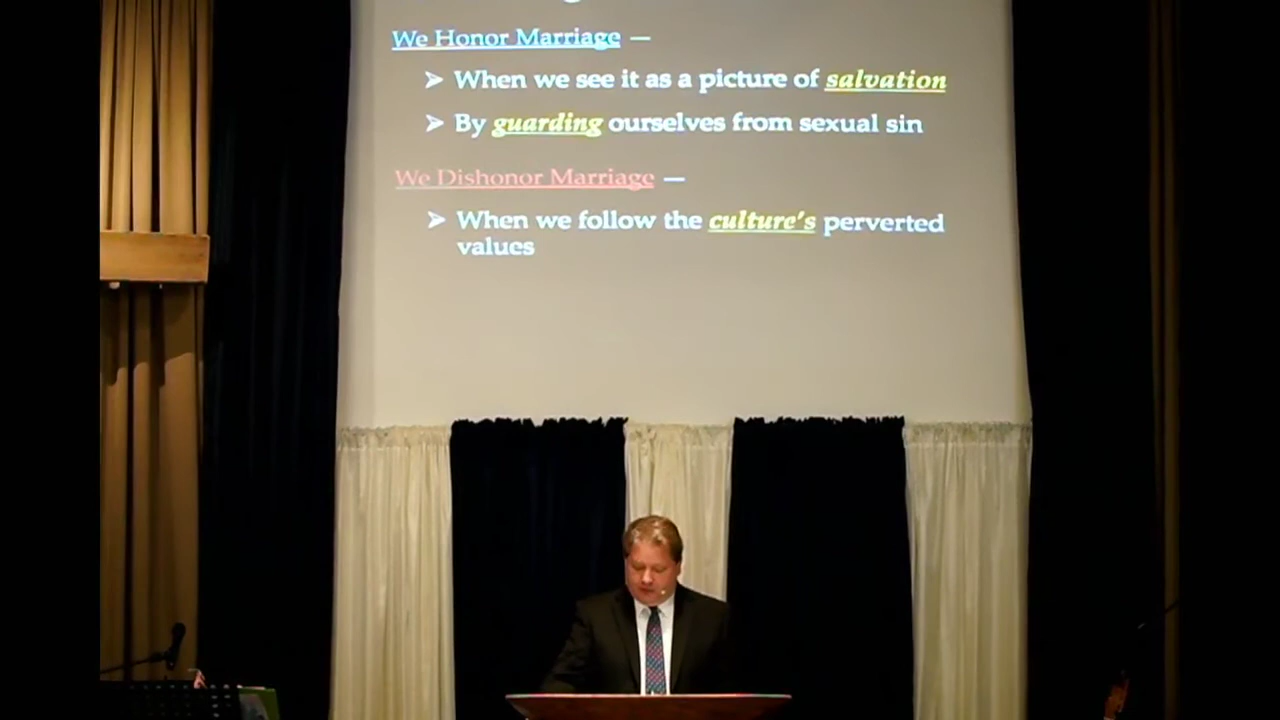 We Honor Marriage —
➢ When we see it as a picture of salvation
➢ By guarding ourselves from sexual sin
We Dishonor Marriage —
➢ When we follow the culture's perverted
values